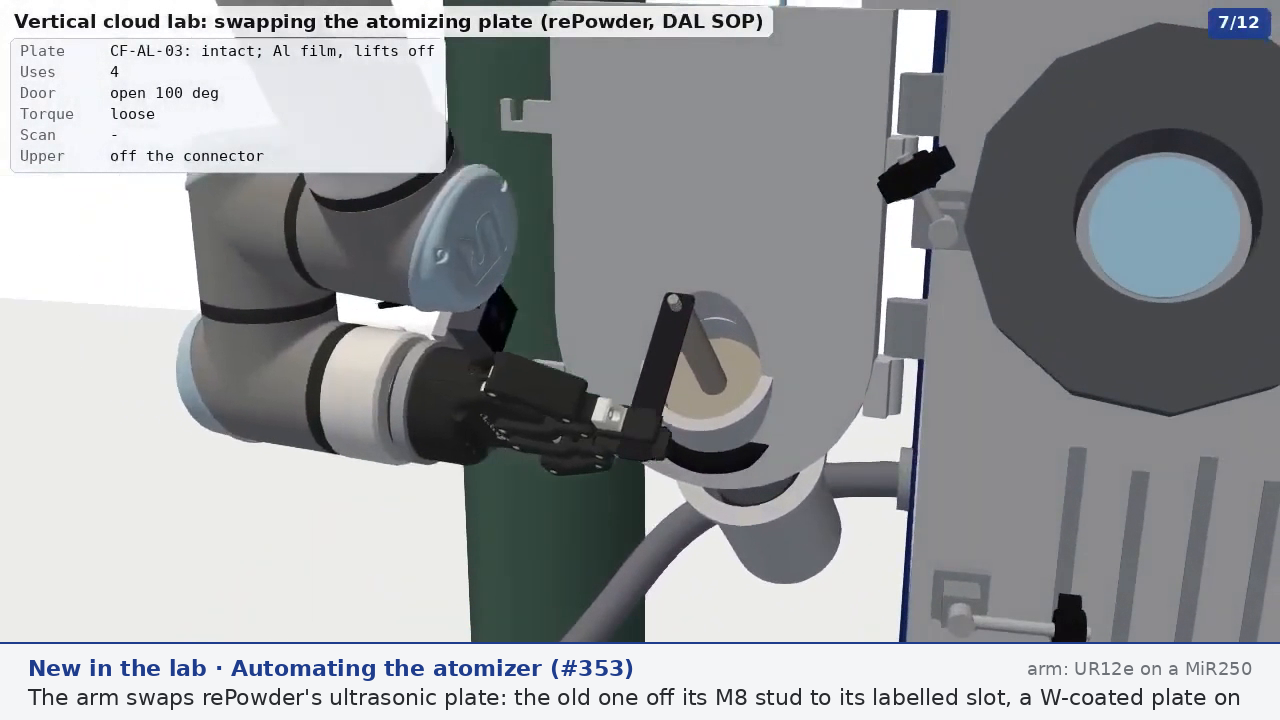 Vertical cloud lab: swapping the atomizing plate (rePowder, DAL SOP)
7/12
Plate CF-AL-03: intact; Al film, lifts off
Uses 4
Door open 100 deg
Torque loose
Scan -
Upper off the connector
New in the lab · Automating the atomizer (#353)
arm: UR12e on a MiR250
The arm swaps rePowder's ultrasonic plate: the old one off its M8 stud to its labelled slot, a W-coated plate on